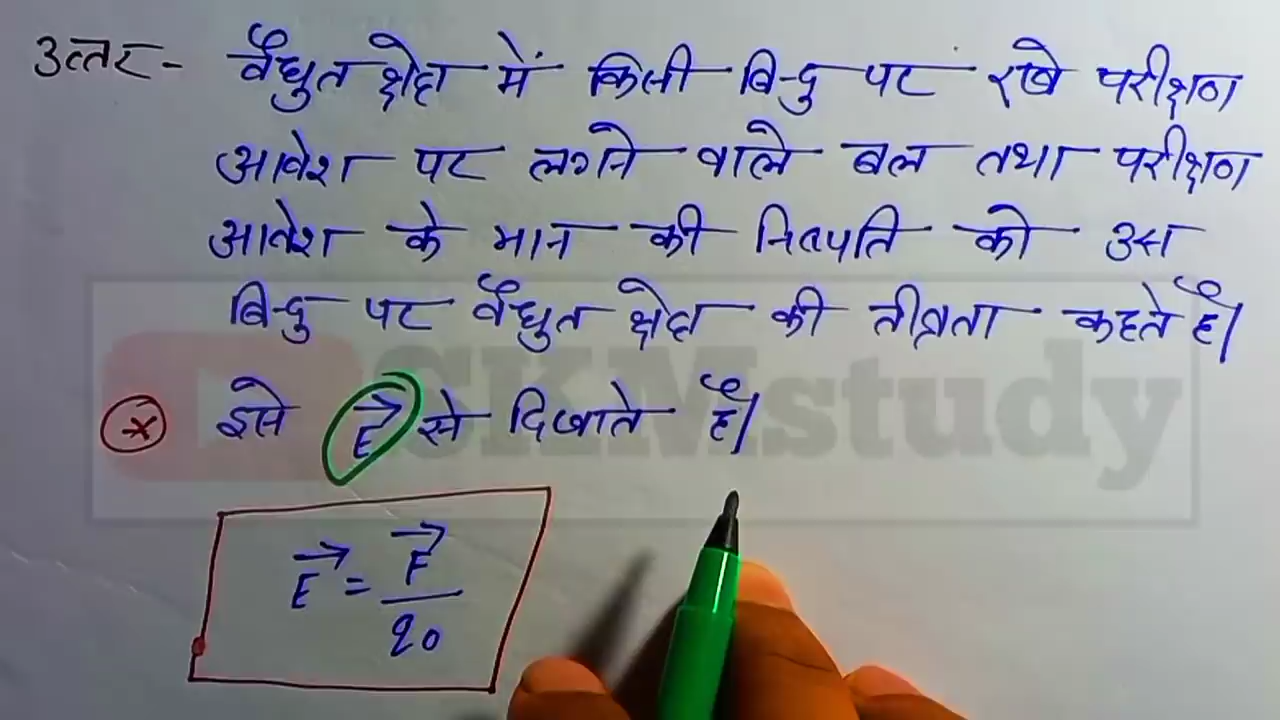 उत्तर- वैद्युत क्षेत्र में किसी बिन्दु पर रखे परीक्षण
आवेश पर लगने वाले बल तथा परीक्षण
आवेश के मान की निष्पति को उस
बिन्दु पर वैद्युत क्षेत्र की तीव्रता कहते है।
* इसे E→ से दिखाते है।
E→ = F→ / q0
SKMstudy